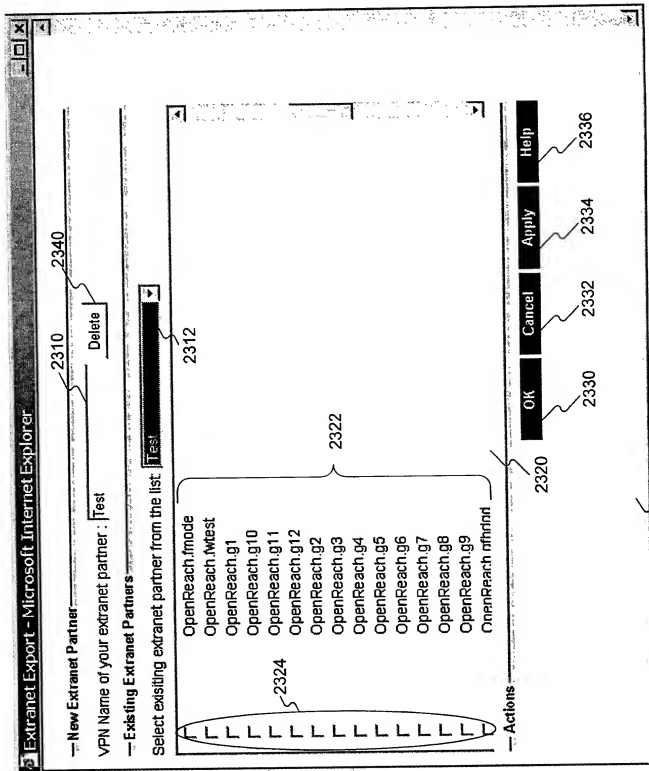 Extranet Export - Microsoft Internet Explorer
New Extranet Partner
2310
2340
VPN Name of your extranet partner : Test
Delete
Existing Extranet Partners
Select exisiting extranet partner from the list Test
2312
2324
OpenReach.fmode
OpenReach.fwtest
OpenReach.g1
OpenReach.g10
OpenReach.g11
OpenReach.g12
OpenReach.g2
OpenReach.g3
OpenReach.g4
OpenReach.g5
OpenReach.g6
OpenReach.g7
OpenReach.g8
OpenReach.g9
2322
2320
Actions
OK
Cancel
Apply
Help
2330
2332
2334
2336